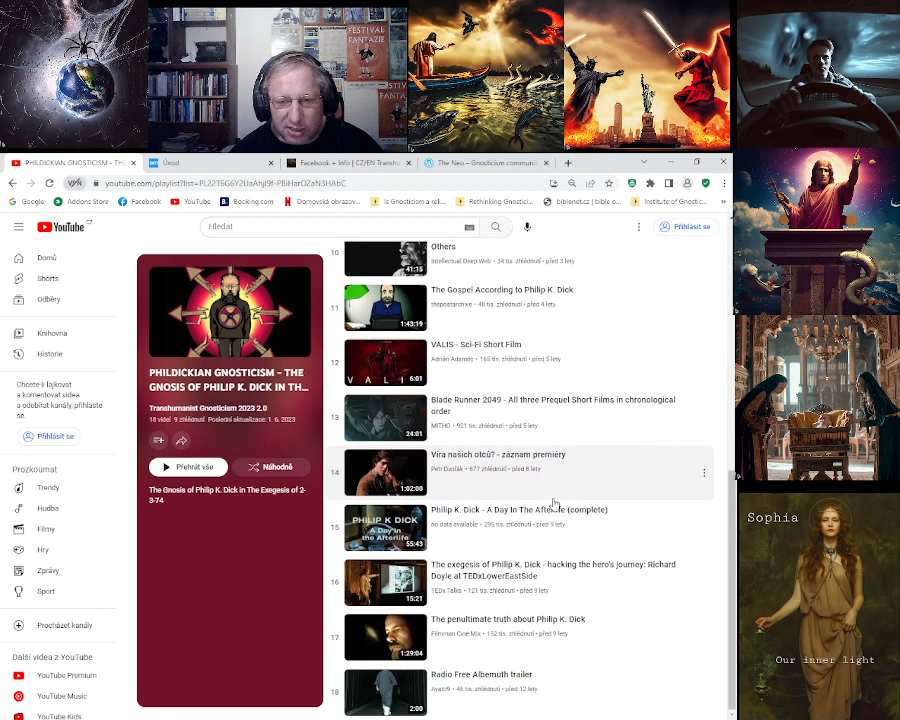 FESTIVAL
FANTAZIE
PHILDICKIAN GNOSTICISM - THE
Úvod
Facebook + Info | CZ/EN Transhu
The Neo – Gnosticism communit
youtube.com/playlist?list=PL22T6G6Y2UaAhjI9f-PBiHarOZaN3HAbC
Google
Addons Store
Facebook
YouTube
Booking.com
Domovská obrazov...
Is Gnosticism a reli...
Rethinking Gnostici...
biblenet.cz | bible o...
Institute of Gnostic...
YouTube CZ
Hledat
Přihlásit se
Domů
Shorts
Odběry
Knihovna
Historie
Chcete-li lajkovat
a komentovat videa
a odebírat kanály, přihlaste
se.
Přihlásit se
Prozkoumat
Trendy
Hudba
Filmy
Hry
Zprávy
Sport
Procházet kanály
Další videa z YouTube
YouTube Premium
YouTube Music
YouTube Kids
PHILDICKIAN GNOSTICISM – THE
GNOSIS OF PHILIP K. DICK IN TH...
Transhumanist Gnosticism 2023 2.0
18 videí 9 zhlédnutí Poslední aktualizace: 1. 6. 2023
Přehrát vše
Náhodně
The Gnosis of Philip K. Dick in The Exegesis of 2-
3-74
10
41:15
Others
Intellectual Deep Web • 34 tis. zhlédnutí • před 3 lety
11
1:43:19
The Gospel According to Philip K. Dick
thepostarchive • 48 tis. zhlédnutí • před 4 lety
12
VALI
6:01
VALIS - Sci-Fi Short Film
Adrián Adamec • 165 tis. zhlédnutí • před 5 lety
13
24:01
Blade Runner 2049 - All three Prequel Short Films in chronological
order
MITHO • 921 tis. zhlédnutí • před 5 lety
14
1:02:00
Víra našich otců? - záznam premiéry
Petr Dvořák • 677 zhlédnutí • před 8 lety
15
PHILIP K DICK
A Day in
the Afterlife
55:43
Philip K. Dick - A Day In The Afterlife (complete)
no data available • 295 tis. zhlédnutí • před 9 lety
16
15:21
The exegesis of Philip K. Dick - hacking the hero's journey: Richard
Doyle at TEDxLowerEastSide
TEDx Talks • 121 tis. zhlédnutí • před 9 lety
17
1:29:04
The penultimate truth about Philip K. Dick
Filmman Cine Mix • 152 tis. zhlédnutí • před 9 lety
18
2:00
Radio Free Albemuth trailer
Ayato9 • 46 tis. zhlédnutí • před 12 lety
Sophia
Our inner light